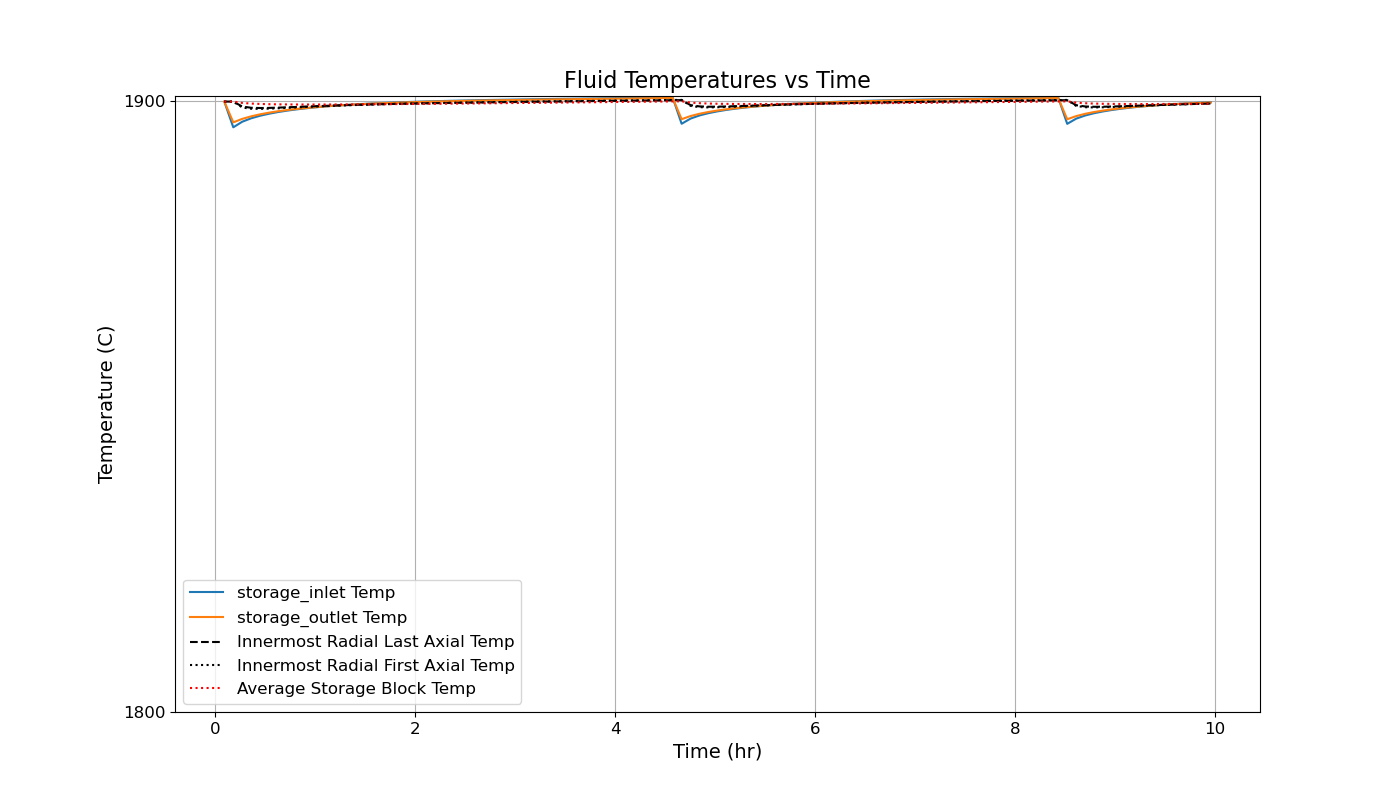 Fluid Temperatures vs Time
1900
Temperature (C)
storage_inlet Temp
storage_outlet Temp
Innermost Radial Last Axial Temp
Innermost Radial First Axial Temp
Average Storage Block Temp
1800
0 2 4 6 8 10
Time (hr)